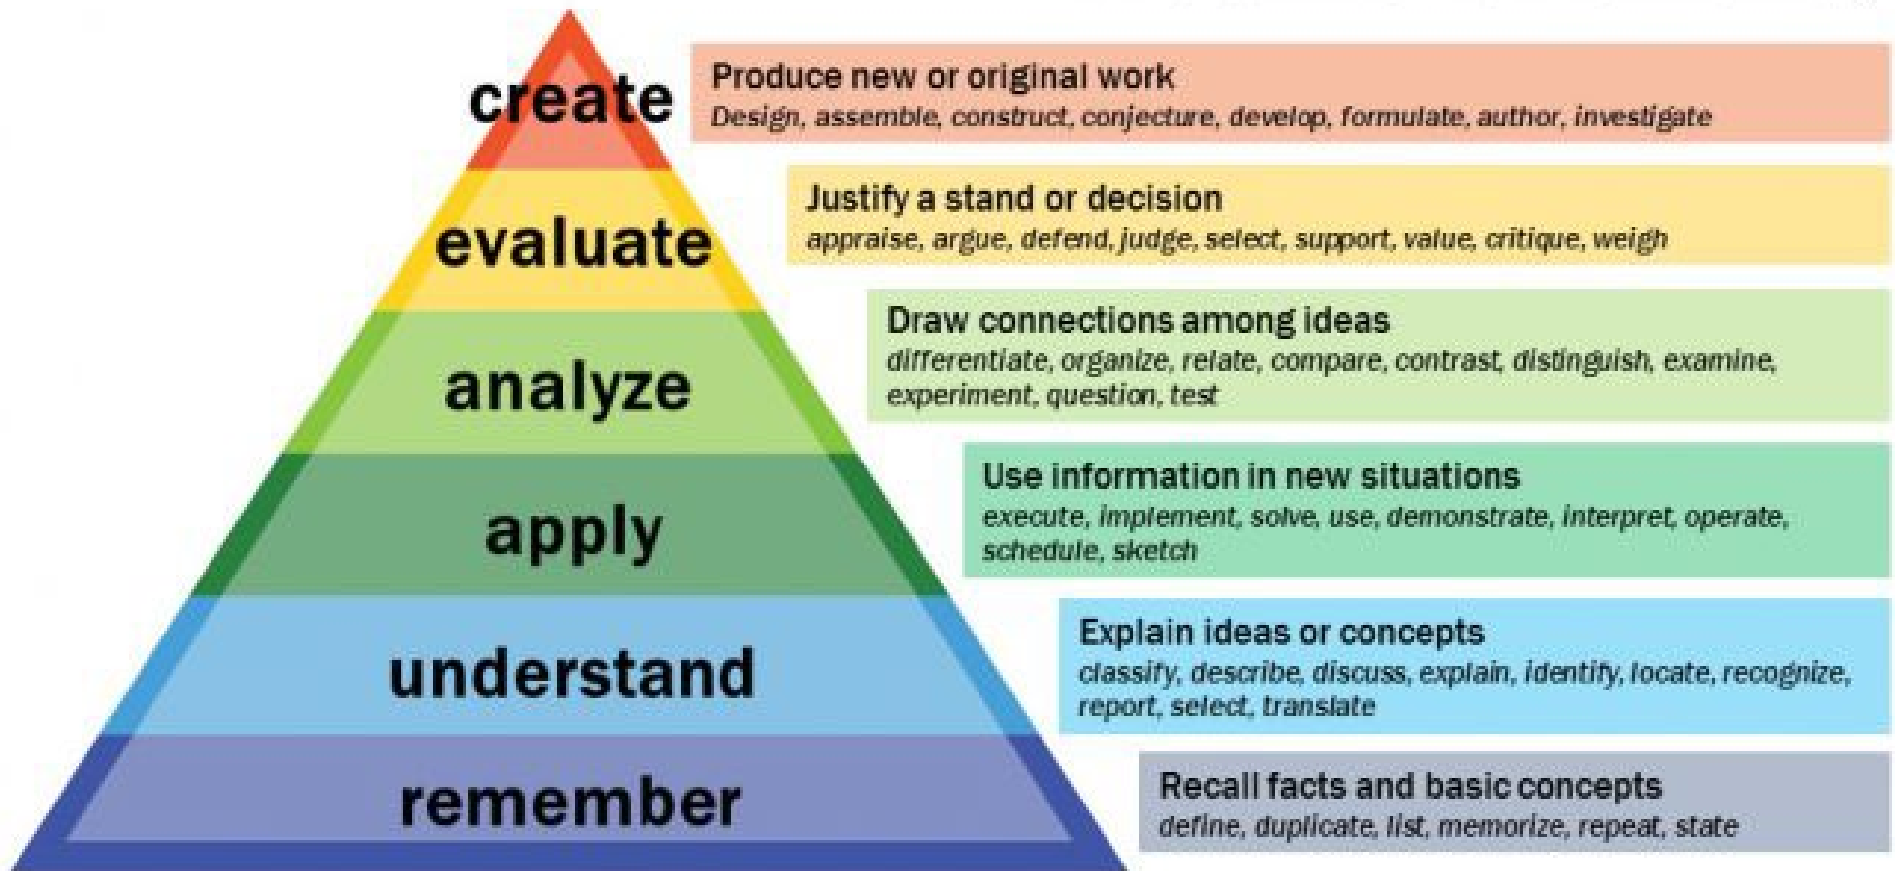 create
Produce new or original work
Design, assemble, construct, conjecture, develop, formulate, author, investigate
evaluate
Justify a stand or decision
appraise, argue, defend, judge, select, support, value, critique, weigh
analyze
Draw connections among ideas
differentiate, organize, relate, compare, contrast, distinguish, examine,
experiment, question, test
apply
Use information in new situations
execute, implement, solve, use, demonstrate, interpret, operate,
schedule, sketch
understand
Explain ideas or concepts
classify, describe, discuss, explain, identify, locate, recognize,
report, select, translate
remember
Recall facts and basic concepts
define, duplicate, list, memorize, repeat, state